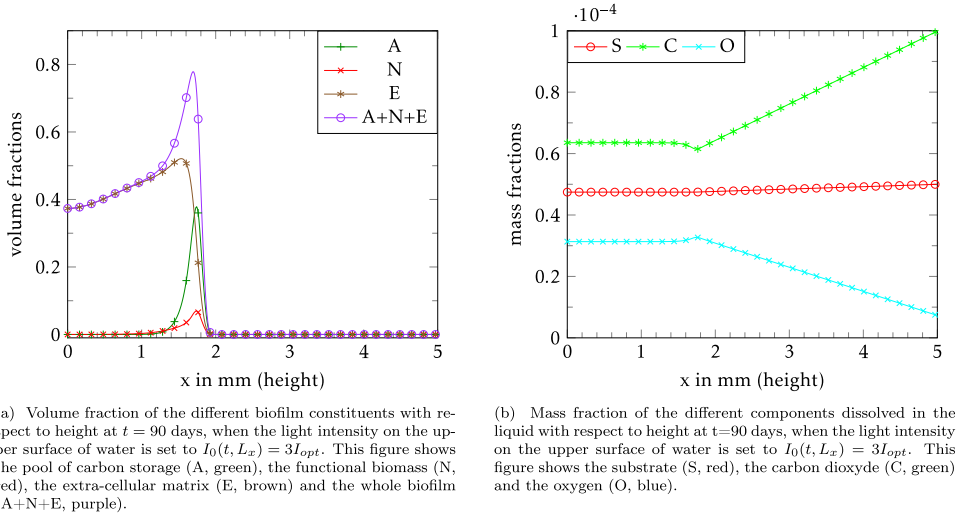 0.8
0.6
0.4
0.2
0
0 1 2 3 4 5
volume fractions
x in mm (height)
A
N
E
A+N+E
·10⁻⁴
1
0.8
0.6
0.4
0.2
0
0 1 2 3 4 5
mass fractions
x in mm (height)
S C O
a) Volume fraction of the different biofilm constituents with re-
spect to height at t = 90 days, when the light intensity on the up-
per surface of water is set to I₀(t, Lₓ) = 3Iₒₚₜ. This figure shows
the pool of carbon storage (A, green), the functional biomass (N,
red), the extra-cellular matrix (E, brown) and the whole biofilm
(A+N+E, purple).
(b) Mass fraction of the different components dissolved in the
liquid with respect to height at t=90 days, when the light intensity
on the upper surface of water is set to I₀(t, Lₓ) = 3Iₒₚₜ. This
figure shows the substrate (S, red), the carbon dioxyde (C, green)
and the oxygen (O, blue).